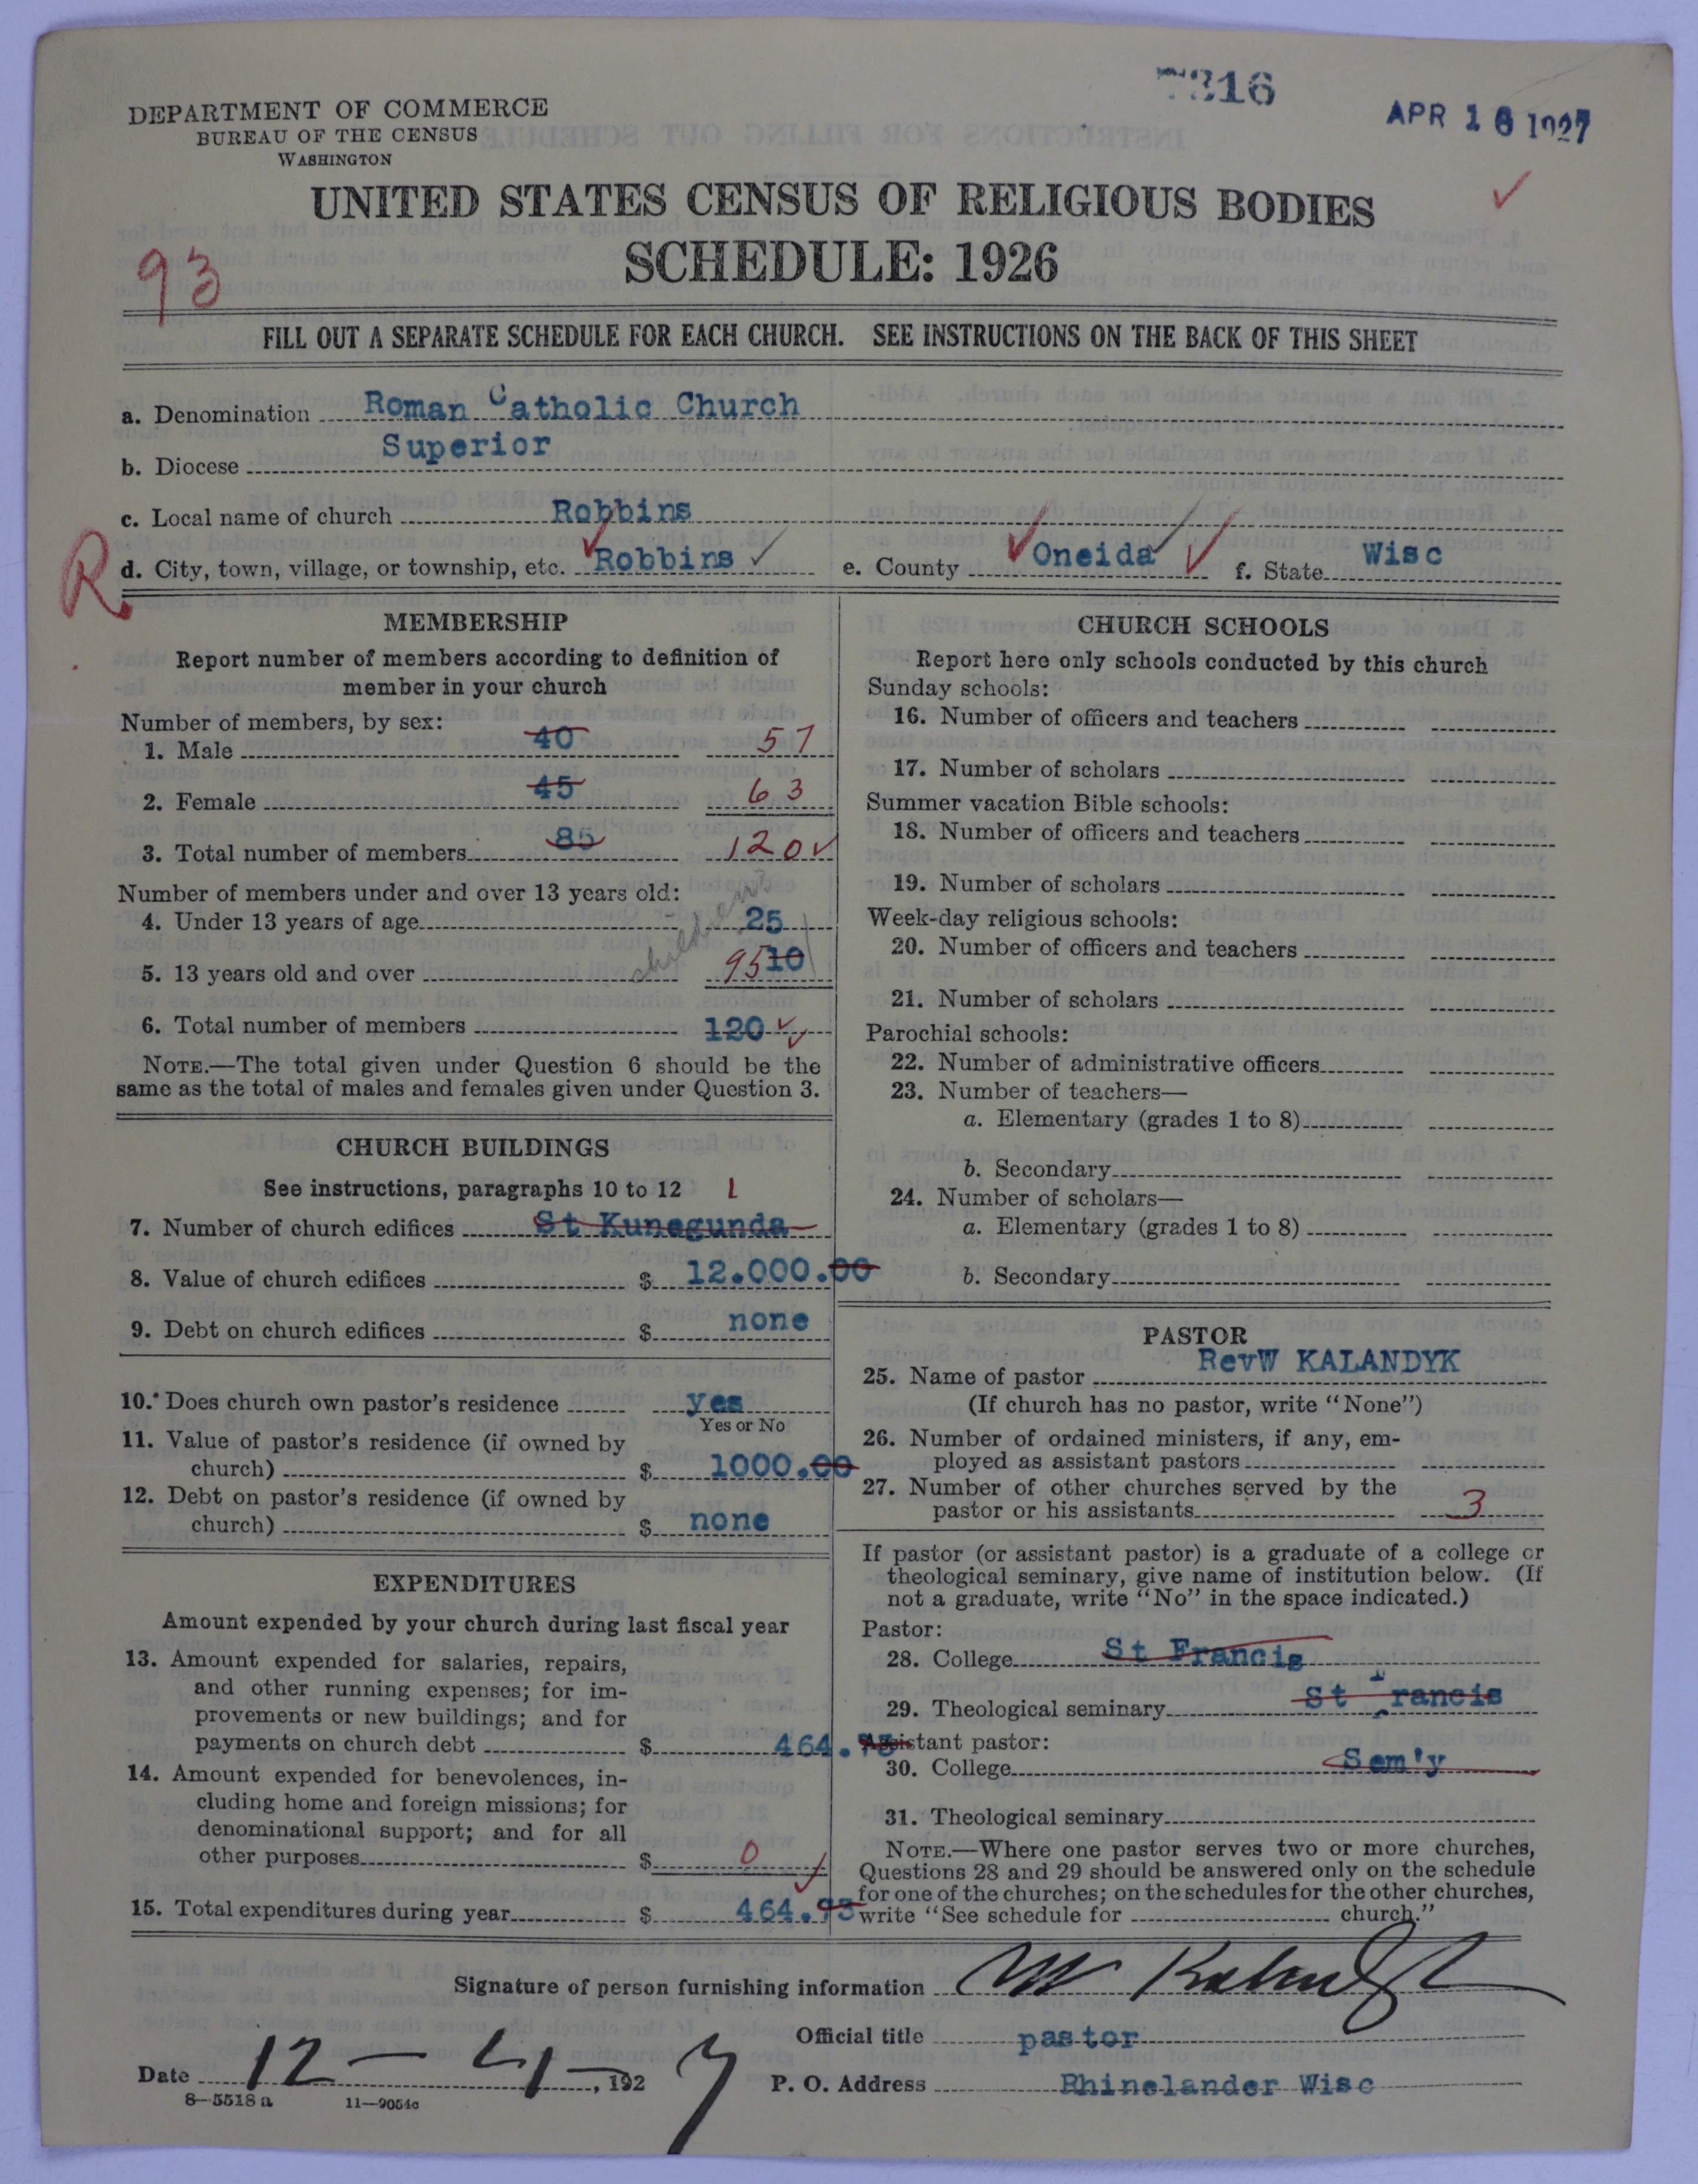 DEPARTMENT OF COMMERCE
BUREAU OF THE CENSUS
WASHINGTON
316
APR 16 1927
UNITED STATES CENSUS OF RELIGIOUS BODIES
SCHEDULE: 1926
93
FILL OUT A SEPARATE SCHEDULE FOR EACH CHURCH. SEE INSTRUCTIONS ON THE BACK OF THIS SHEET
a. Denomination Roman Catholic Church
b. Diocese Superior
c. Local name of church Robbins
R
d. City, town, village, or township, etc. Robbins ✓ e. County Oneida f. State Wisc
MEMBERSHIP
Report number of members according to definition of
member in your church
Number of members, by sex:
1. Male 40 57
2. Female 45 63
3. Total number of members 85 120 ✓
Number of members under and over 13 years old:
4. Under 13 years of age 25
5. 13 years old and over children? 95 10
6. Total number of members 120 ✓
NOTE.—The total given under Question 6 should be the
same as the total of males and females given under Question 3.
CHURCH BUILDINGS
See instructions, paragraphs 10 to 12 1
7. Number of church edifices St Kunegunda
8. Value of church edifices $ 12.000.00
9. Debt on church edifices $ none
10. Does church own pastor's residence yes
Yes or No
11. Value of pastor's residence (if owned by
church) $ 1000.00
12. Debt on pastor's residence (if owned by
church) $ none
EXPENDITURES
Amount expended by your church during last fiscal year
13. Amount expended for salaries, repairs,
and other running expenses; for im-
provements or new buildings; and for
payments on church debt $ 464.73
14. Amount expended for benevolences, in-
cluding home and foreign missions; for
denominational support; and for all
other purposes $ 0
15. Total expenditures during year $ 464.73
CHURCH SCHOOLS
Report here only schools conducted by this church
Sunday schools:
16. Number of officers and teachers
17. Number of scholars
Summer vacation Bible schools:
18. Number of officers and teachers
19. Number of scholars
Week-day religious schools:
20. Number of officers and teachers
21. Number of scholars
Parochial schools:
22. Number of administrative officers
23. Number of teachers—
a. Elementary (grades 1 to 8)
b. Secondary
24. Number of scholars—
a. Elementary (grades 1 to 8)
b. Secondary
PASTOR
25. Name of pastor RevW KALANDYK
(If church has no pastor, write "None")
26. Number of ordained ministers, if any, em-
ployed as assistant pastors
27. Number of other churches served by the
pastor or his assistants 3
If pastor (or assistant pastor) is a graduate of a college or
theological seminary, give name of institution below. (If
not a graduate, write "No" in the space indicated.)
Pastor:
28. College St Francis
29. Theological seminary St Francis
Assistant pastor:
30. College Sem'y
31. Theological seminary
NOTE.—Where one pastor serves two or more churches,
Questions 28 and 29 should be answered only on the schedule
for one of the churches; on the schedules for the other churches,
write "See schedule for church."
Signature of person furnishing information W Kalandyk
Official title pastor
Date 12-4-, 1927 P. O. Address Rhinelander Wisc
8-5518 a 11-9054c